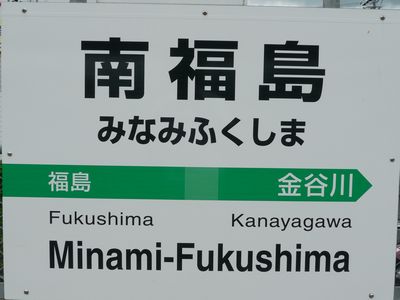 南福島
みなみふくしま
福島 金谷川
Fukushima Kanayagawa
Minami-Fukushima